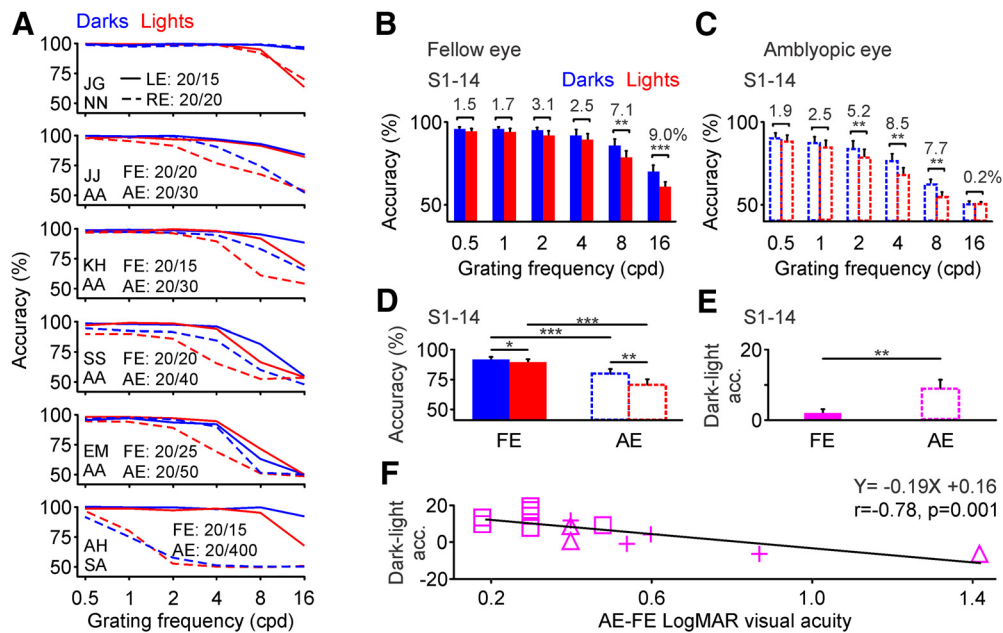 A
Darks Lights
100
50
JG
NN
LE: 20/15
RE: 20/20
100
75
50
JJ
AA
FE: 20/20
AE: 20/30
100
75
50
KH
AA
FE: 20/15
AE: 20/30
100
75
50
SS
AA
FE: 20/20
AE: 20/40
100
75
50
EM
AA
FE: 20/25
AE: 20/50
100
75
50
AH
SA
FE: 20/15
AE: 20/400
Accuracy (%)
0.5 1 2 4 8 16
Grating frequency (cpd)
B
Fellow eye
S1-14
Darks Lights
1.5 1.7 3.1 2.5 7.1 9.0%
** ***
100
50
Accuracy (%)
0.5 1 2 4 8 16
Grating frequency (cpd)
C
Amblyopic eye
S1-14
1.9 2.5 5.2 8.5 7.7 0.2%
** ** **
100
50
Accuracy (%)
0.5 1 2 4 8 16
Grating frequency (cpd)
D
S1-14
***
***
* **
100
75
50
Accuracy (%)
FE AE
E
S1-14
**
20
10
0
Dark-light
acc.
FE AE
F
Y= -0.19X +0.16
r=-0.78, p=0.001
20
0
-20
Dark-light
acc.
0.2 0.6 1.0 1.4
AE-FE LogMAR visual acuity